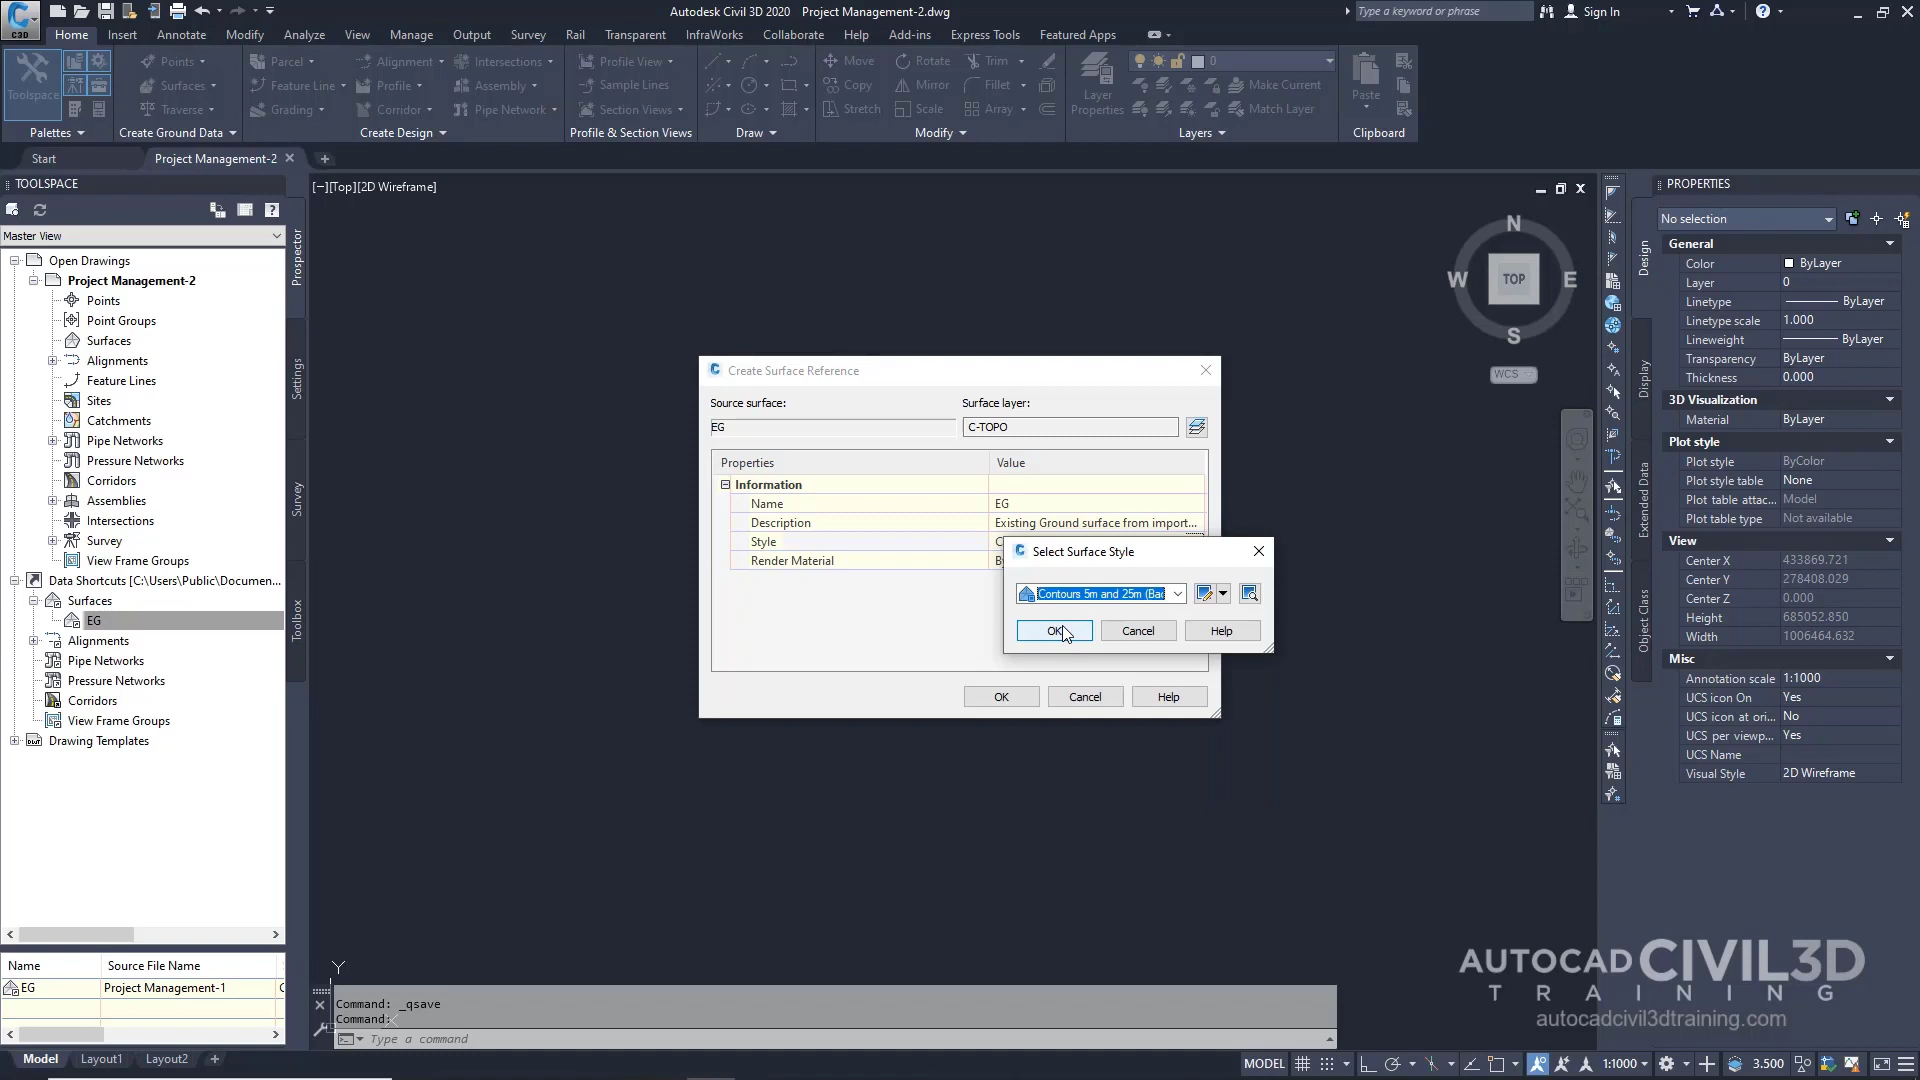 C3D
Autodesk Civil 3D 2020 Project Management-2.dwg
Type a keyword or phrase
Sign In
Home Insert Annotate Modify Analyze View Manage Output Survey Rail Transparent InfraWorks Collaborate Help Add-ins Express Tools Featured Apps
Toolspace
Palettes
Points
Surfaces
Traverse
Create Ground Data
Parcel
Feature Line
Grading
Alignment
Profile
Corridor
Intersections
Assembly
Pipe Network
Create Design
Profile View
Sample Lines
Section Views
Profile & Section Views
Draw
Move
Copy
Stretch
Rotate
Mirror
Scale
Trim
Fillet
Array
Modify
Layer
Properties
0
Make Current
Match Layer
Layers
Paste
Clipboard
Start
Project Management-2
TOOLSPACE
Master View
Open Drawings
Project Management-2
Points
Point Groups
Surfaces
Alignments
Feature Lines
Sites
Catchments
Pipe Networks
Pressure Networks
Corridors
Assemblies
Intersections
Survey
View Frame Groups
Data Shortcuts [C:\Users\Public\Documen...
Surfaces
EG
Alignments
Pipe Networks
Pressure Networks
Corridors
View Frame Groups
Drawing Templates
Prospector
Settings
Survey
Toolbox
Name Source File Name
EG Project Management-1
[−][Top][2D Wireframe]
N
W TOP E
S
WCS
Create Surface Reference
Source surface: Surface layer:
EG C-TOPO
Properties Value
Information
Name EG
Description Existing Ground surface from import...
Style C
Render Material By
OK Cancel Help
Select Surface Style
Contours 5m and 25m (Bac
OK Cancel Help
Y
Command: _qsave
Command:
Type a command
Model Layout1 Layout2
PROPERTIES
No selection
General
Color ByLayer
Layer 0
Linetype ByLayer
Linetype scale 1.000
Lineweight ByLayer
Transparency ByLayer
Thickness 0.000
3D Visualization
Material ByLayer
Plot style
Plot style ByColor
Plot style table None
Plot table attac... Model
Plot table type Not available
View
Center X 433869.721
Center Y 278408.029
Center Z 0.000
Height 685052.850
Width 1006464.632
Misc
Annotation scale 1:1000
UCS icon On Yes
UCS icon at ori... No
UCS per viewp... Yes
UCS Name
Visual Style 2D Wireframe
Design
Display
Extended Data
Object Class
AUTOCAD CIVIL3D
TRAINING
autocadcivil3dtraining.com
MODEL 1:1000 3.500